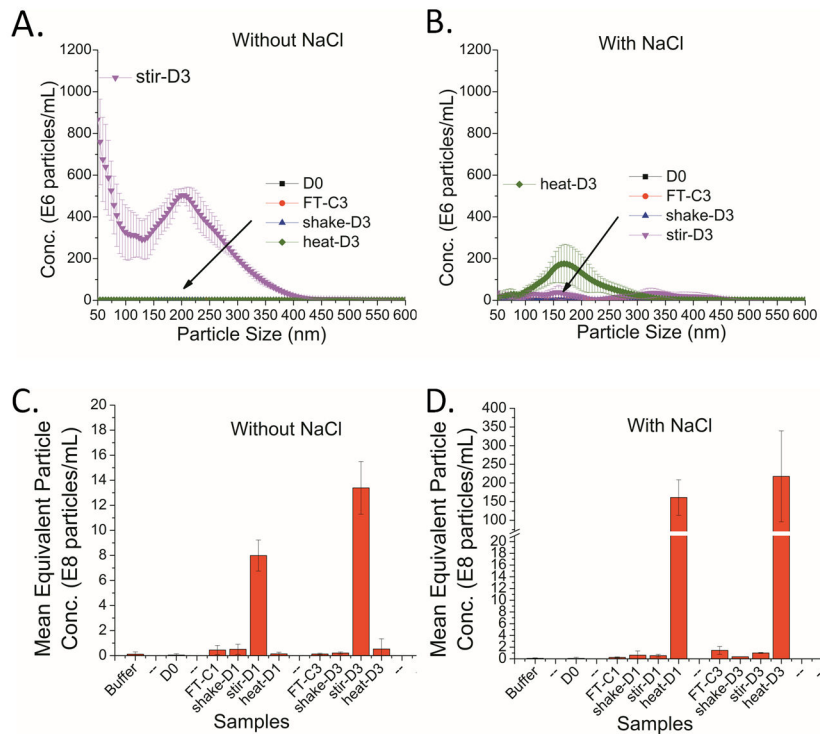 A.
Without NaCl
1200
1000
800
600
400
200
0
stir-D3
D0
FT-C3
shake-D3
heat-D3
50 100 150 200 250 300 350 400 450 500 550 600
Particle Size (nm)
Conc. (E6 particles/mL)
B.
With NaCl
1200
1000
800
600
400
200
0
heat-D3
D0
FT-C3
shake-D3
stir-D3
50 100 150 200 250 300 350 400 450 500 550 600
Particle Size (nm)
Conc. (E6 particles/mL)
C.
Without NaCl
20
18
16
14
12
10
8
6
4
2
0
Mean Equivalent Particle
Conc. (E8 particles/mL)
Buffer -- D0 -- FT-C1 shake-D1 stir-D1 heat-D1 -- FT-C3 shake-D3 stir-D3 heat-D3 --
Samples
D.
With NaCl
400
350
300
250
200
150
100
50
20
18
16
14
12
10
8
6
4
2
0
Mean Equivalent Particle
Conc. (E8 particles/mL)
Buffer -- D0 -- FT-C1 shake-D1 stir-D1 heat-D1 -- FT-C3 shake-D3 stir-D3 heat-D3 -- --
Samples